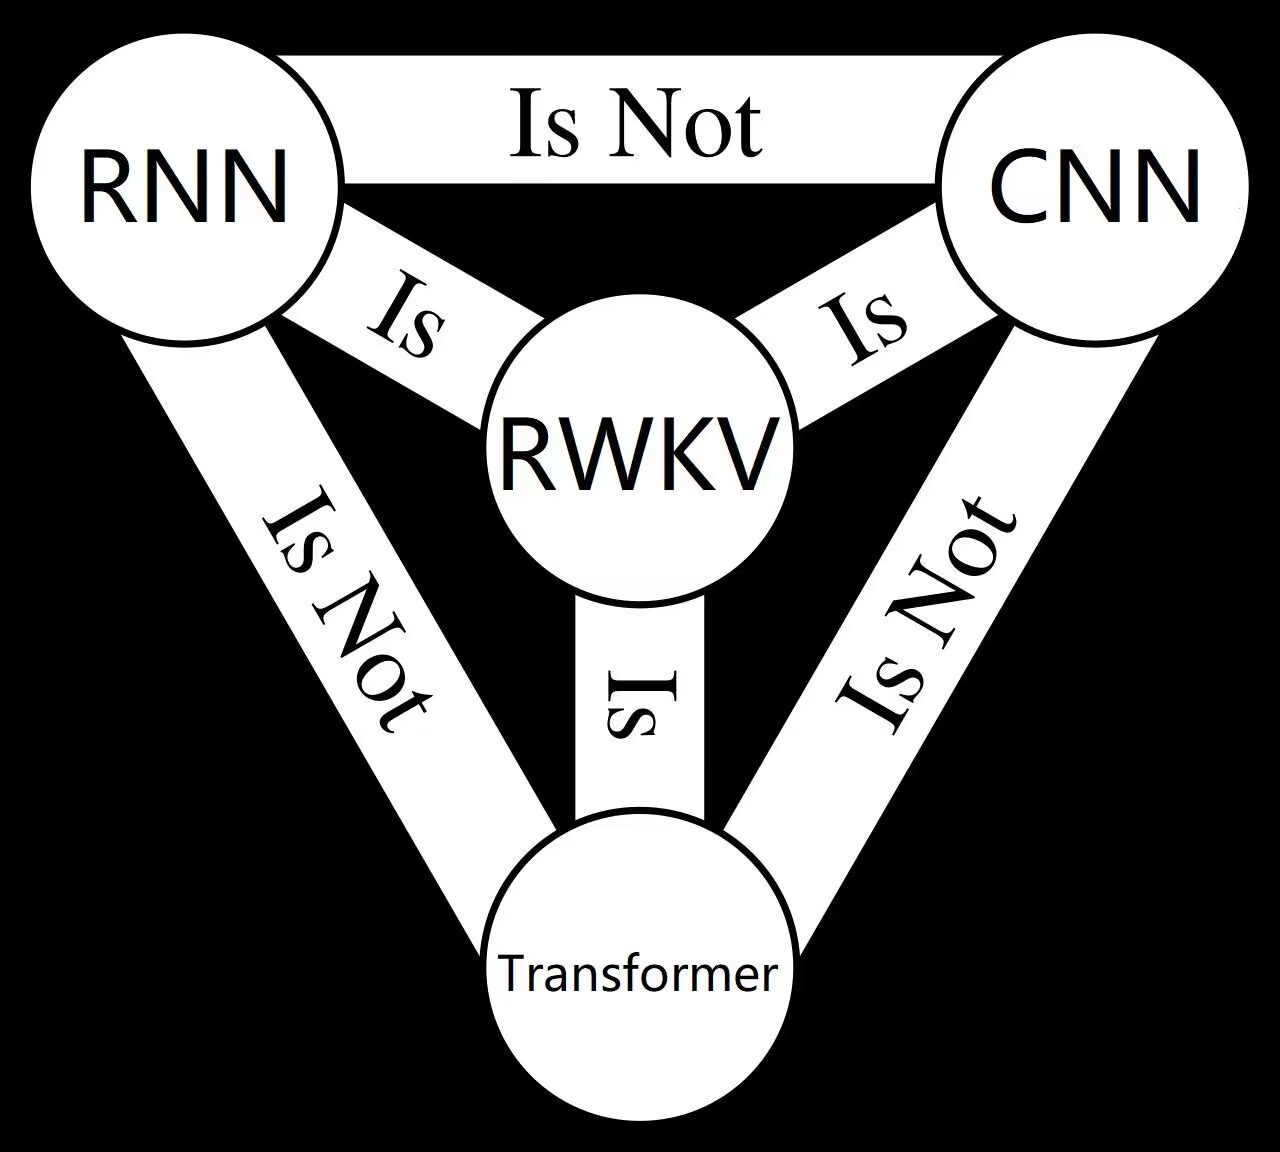 RNN
Is Not
CNN
Is
Is
RWKV
Is Not
Is
Is Not
Transformer